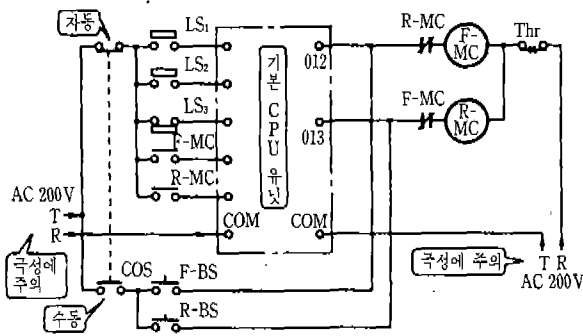 자동
LS₁
LS₂
LS₃
F-MC
R-MC
기본 CPU 유닛
012
013
COM
COM
R-MC
F-MC
F-MC
R-MC
Thr
AC 200V
T
R
극성에
주의
수동
COS
F-BS
R-BS
극성에 주의
T R
AC 200V